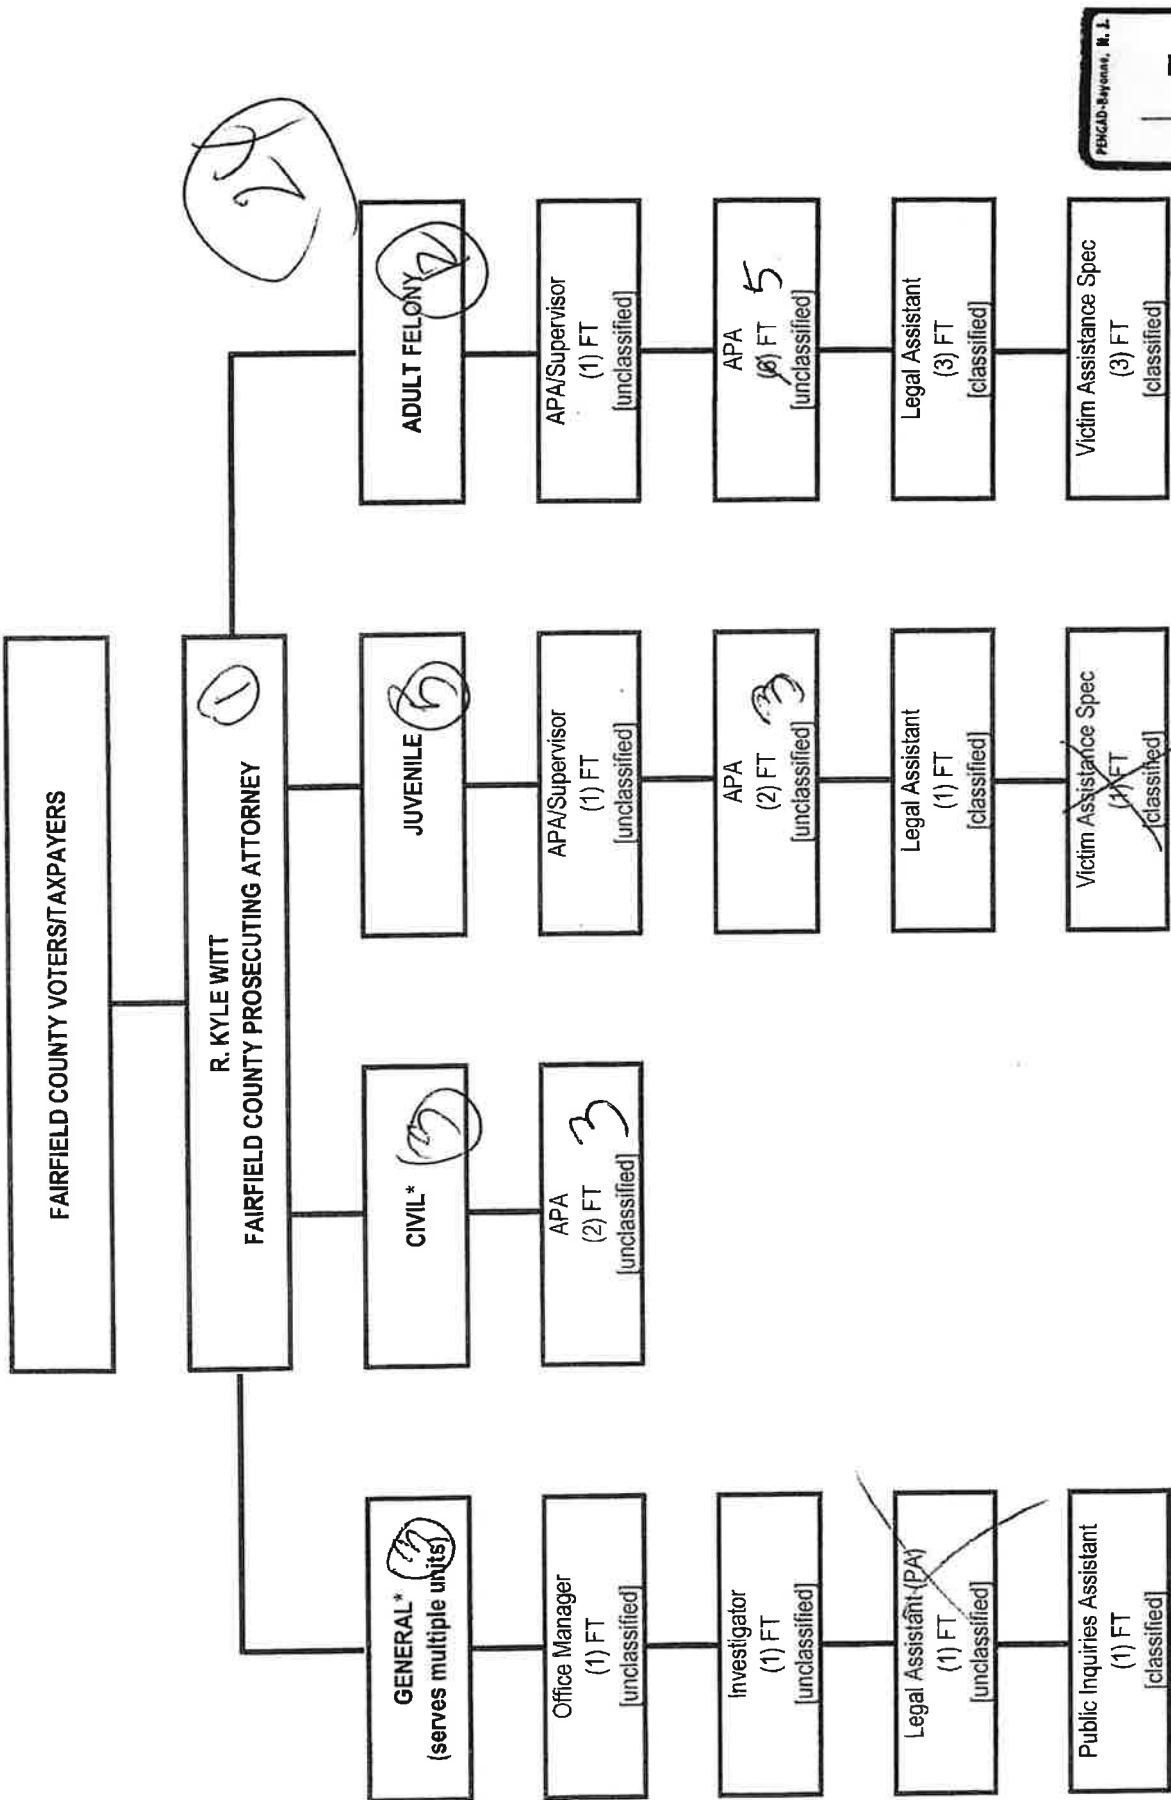 FAIRFIELD COUNTY VOTERS/TAXPAYERS
R. KYLE WITT
FAIRFIELD COUNTY PROSECUTING ATTORNEY
1
GENERAL*
(serves multiple units)
3
Office Manager
(1) FT
[unclassified]
Investigator
(1) FT
[unclassified]
Legal Assistant (PA)
(1) FT
[unclassified]
Public Inquiries Assistant
(1) FT
[classified]
CIVIL*
3
APA
(2) FT 3
[unclassified]
JUVENILE
5
APA/Supervisor
(1) FT
[unclassified]
APA
(2) FT 3
[unclassified]
Legal Assistant
(1) FT
[classified]
Victim Assistance Spec
(1) FT
[classified]
ADULT FELONY
APA/Supervisor
(1) FT
[unclassified]
APA
(6) FT 5
[unclassified]
Legal Assistant
(3) FT
[classified]
Victim Assistance Spec
(3) FT
[classified]
PENGAD-Bayonne, N. J.